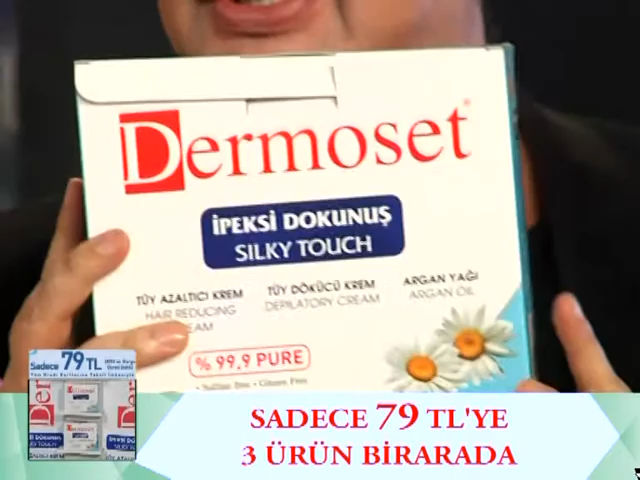 Dermoset
İPEKSİ DOKUNUŞ
SILKY TOUCH
TÜY AZALTICI KREM
HAIR REDUCING
TÜY DÖKÜCÜ KREM
DEPILATORY CREAM
ARGAN YAĞI
ARGAN OIL
% 99,9 PURE
Sadece 79 TL
Dermoset
SADECE 79 TL'YE
3 ÜRÜN BİRARADA